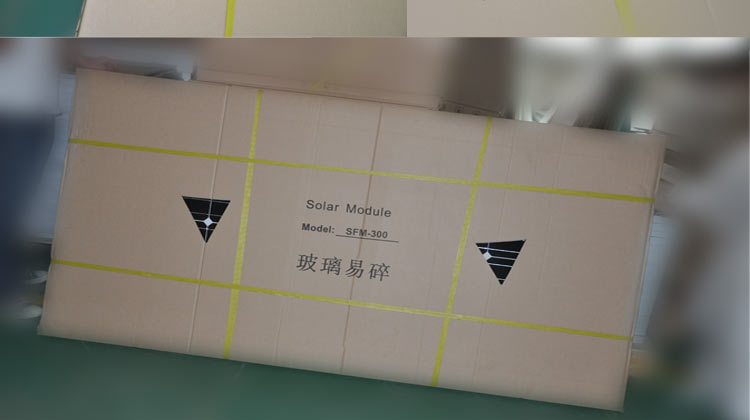 Solar Module
Model: SFM-300
玻璃易碎